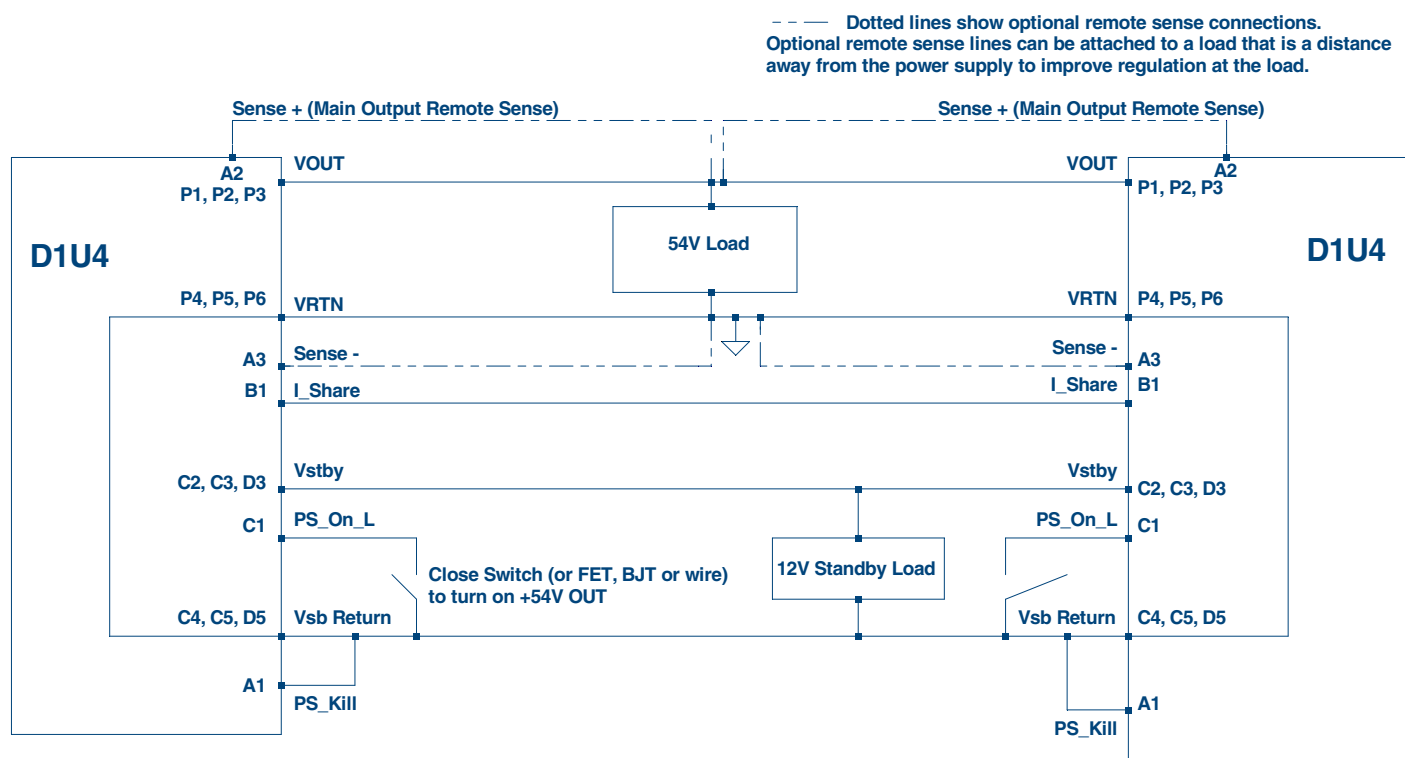 Dotted lines show optional remote sense connections.
Optional remote sense lines can be attached to a load that is a distance
away from the power supply to improve regulation at the load.
Sense + (Main Output Remote Sense)
Sense + (Main Output Remote Sense)
A2
VOUT
VOUT
A2
P1, P2, P3
P1, P2, P3
D1U4
54V Load
D1U4
P4, P5, P6
VRTN
VRTN
P4, P5, P6
A3
Sense -
Sense -
A3
B1
I_Share
I_Share
B1
C2, C3, D3
Vstby
Vstby
C2, C3, D3
C1
PS_On_L
PS_On_L
C1
Close Switch (or FET, BJT or wire)
to turn on +54V OUT
12V Standby Load
C4, C5, D5
Vsb Return
Vsb Return
C4, C5, D5
A1
PS_Kill
A1
PS_Kill